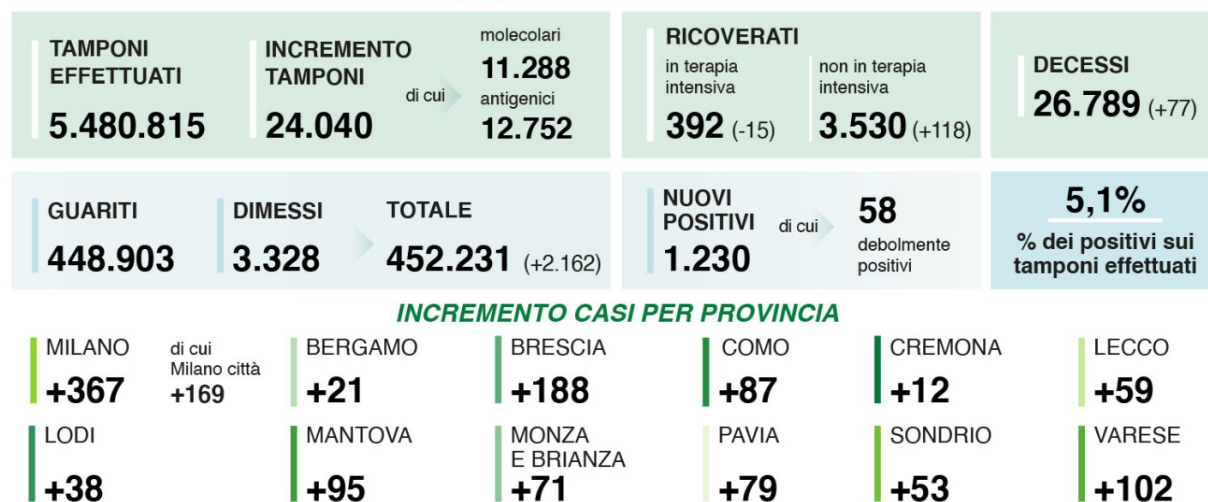 TAMPONI
EFFETTUATI
5.480.815
INCREMENTO
TAMPONI
24.040
di cui
molecolari
11.288
antigenici
12.752
RICOVERATI
in terapia
intensiva
392 (-15)
non in terapia
intensiva
3.530 (+118)
DECESSI
26.789 (+77)
GUARITI
448.903
DIMESSI
3.328
TOTALE
452.231 (+2.162)
NUOVI
POSITIVI
1.230
di cui
58
debolmente
positivi
5,1%
% dei positivi sui
tamponi effettuati
INCREMENTO CASI PER PROVINCIA
MILANO
+367
di cui
Milano città
+169
BERGAMO
+21
BRESCIA
+188
COMO
+87
CREMONA
+12
LECCO
+59
LODI
+38
MANTOVA
+95
MONZA
E BRIANZA
+71
PAVIA
+79
SONDRIO
+53
VARESE
+102